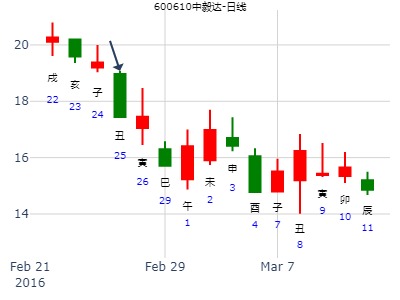 600610中毅达-日线
20
18
16
14
戌
22
亥
23
子
24
丑
25
寅
26
巳
29
午
1
未
2
申
3
酉
4
子
7
丑
8
寅
9
卯
10
辰
11
Feb 21
2016
Feb 29
Mar 7